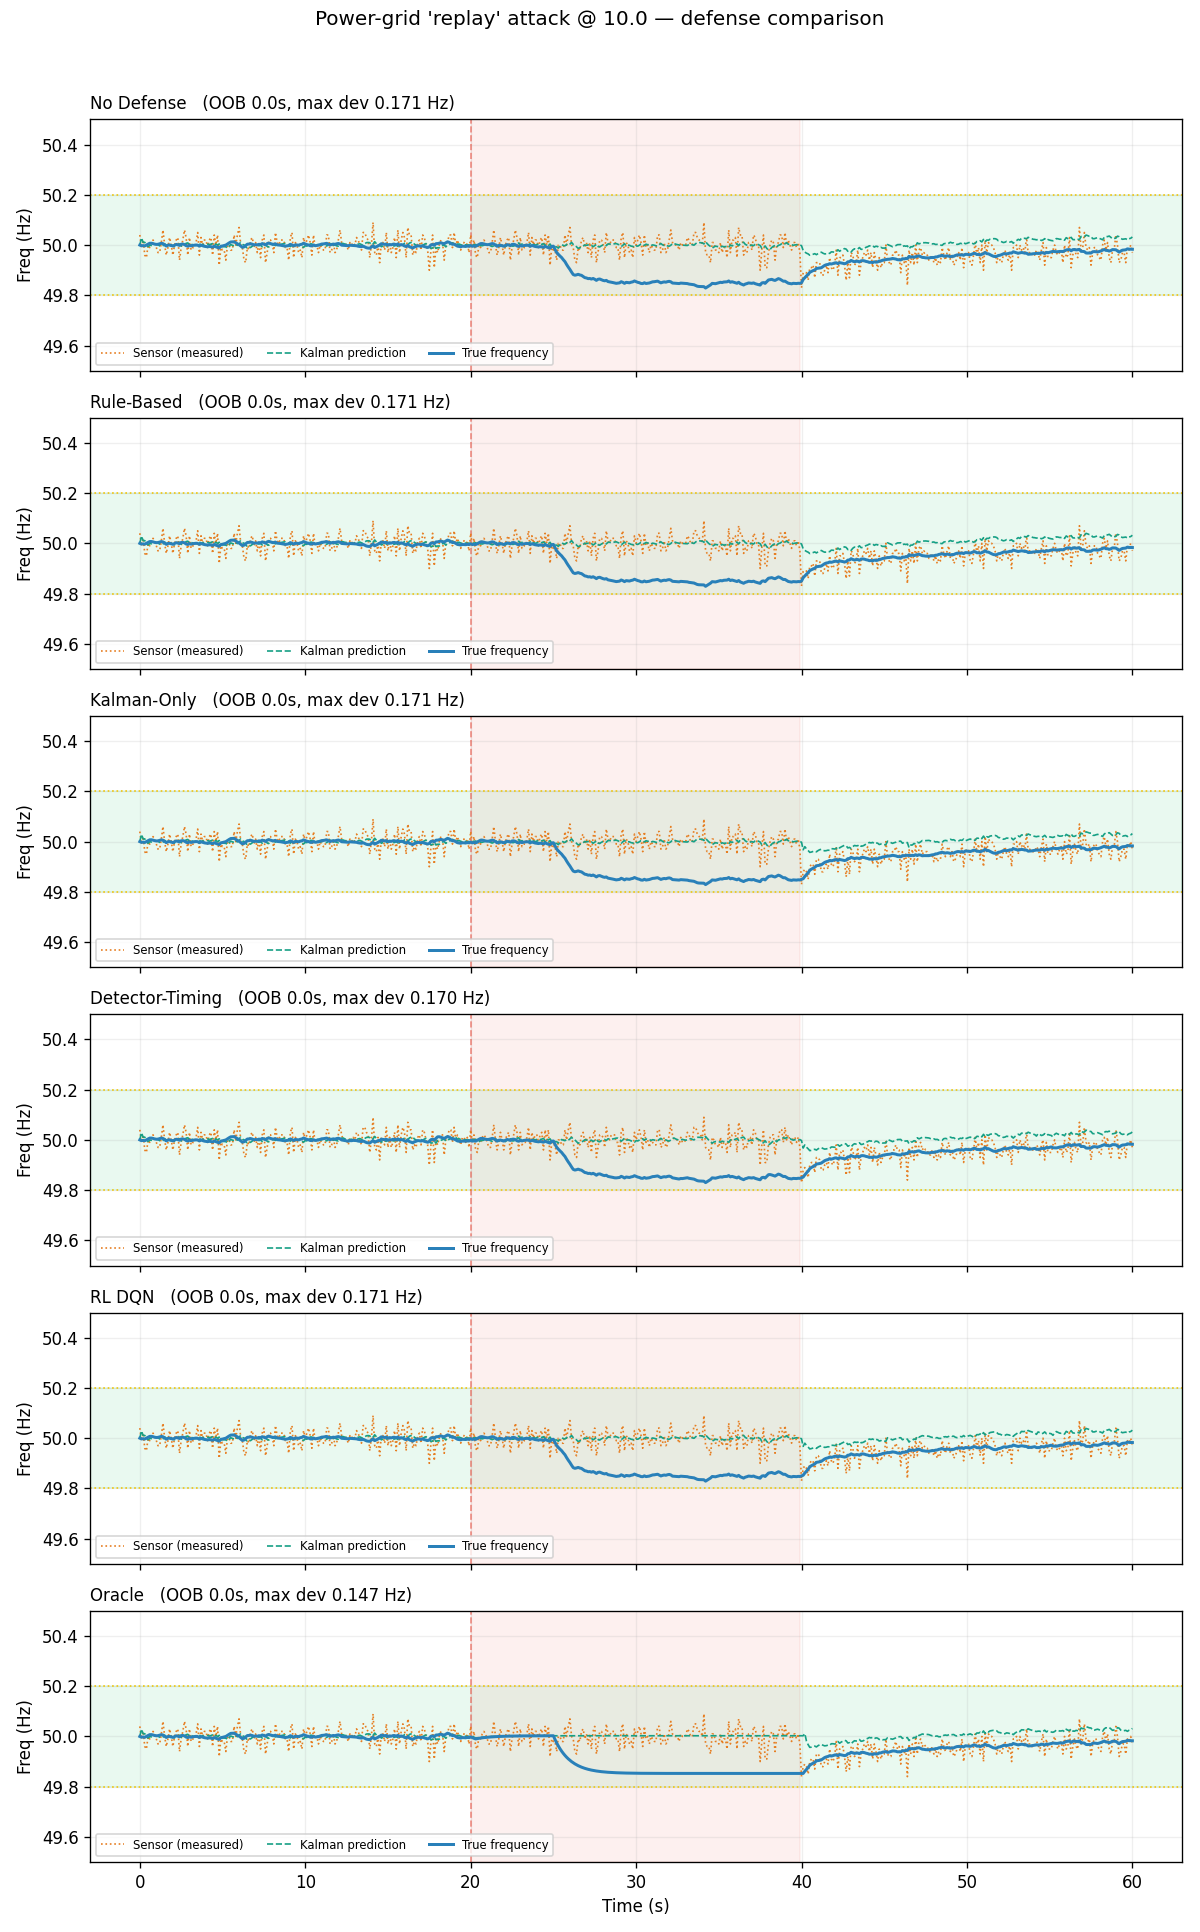 Power-grid 'replay' attack @ 10.0 — defense comparison
No Defense   (OOB 0.0s, max dev 0.171 Hz)
50.4
50.2
50.0
49.8
49.6
Freq (Hz)
Sensor (measured)   Kalman prediction   True frequency
Rule-Based   (OOB 0.0s, max dev 0.171 Hz)
50.4
50.2
50.0
49.8
49.6
Freq (Hz)
Sensor (measured)   Kalman prediction   True frequency
Kalman-Only   (OOB 0.0s, max dev 0.171 Hz)
50.4
50.2
50.0
49.8
49.6
Freq (Hz)
Sensor (measured)   Kalman prediction   True frequency
Detector-Timing   (OOB 0.0s, max dev 0.170 Hz)
50.4
50.2
50.0
49.8
49.6
Freq (Hz)
Sensor (measured)   Kalman prediction   True frequency
RL DQN   (OOB 0.0s, max dev 0.171 Hz)
50.4
50.2
50.0
49.8
49.6
Freq (Hz)
Sensor (measured)   Kalman prediction   True frequency
Oracle   (OOB 0.0s, max dev 0.147 Hz)
50.4
50.2
50.0
49.8
49.6
Freq (Hz)
Sensor (measured)   Kalman prediction   True frequency
0   10   20   30   40   50   60
Time (s)